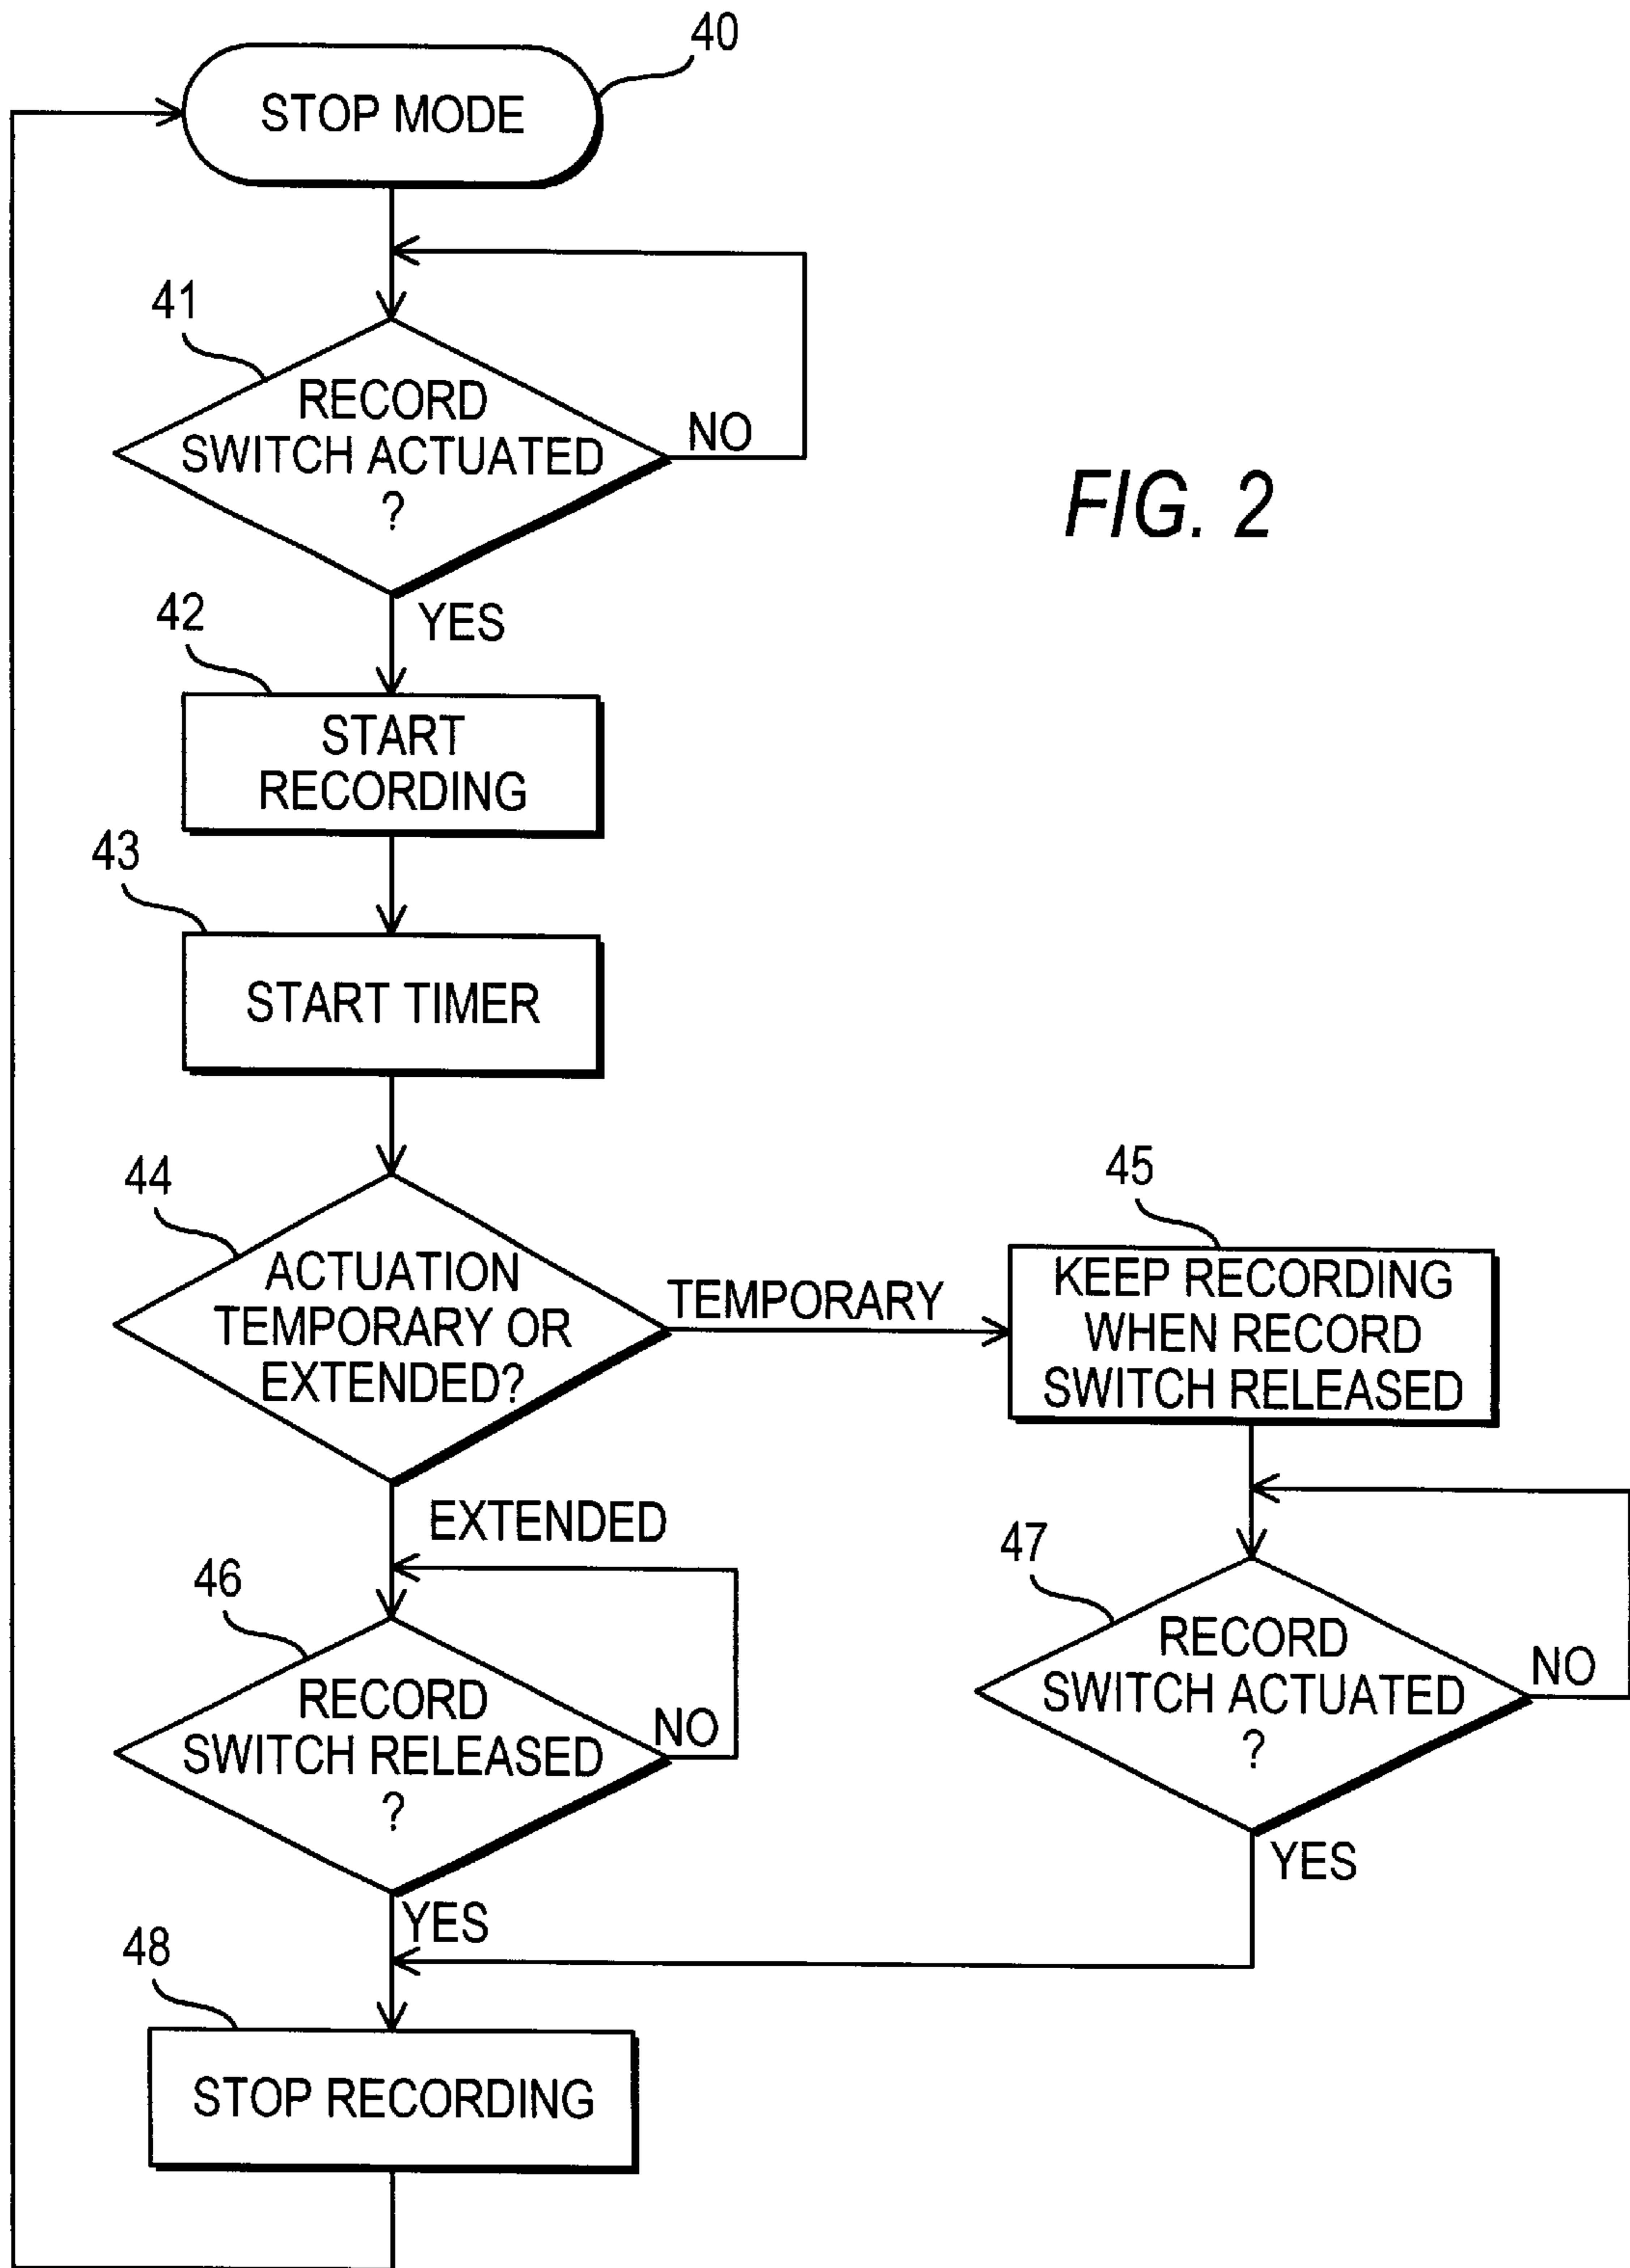 40
STOP MODE
41
RECORD
SWITCH ACTUATED
?
NO
FIG. 2
YES
42
START
RECORDING
43
START TIMER
44
ACTUATION
TEMPORARY OR
EXTENDED?
TEMPORARY
45
KEEP RECORDING
WHEN RECORD
SWITCH RELEASED
EXTENDED
46
RECORD
SWITCH RELEASED
?
NO
47
RECORD
SWITCH ACTUATED
?
NO
YES
YES
48
STOP RECORDING